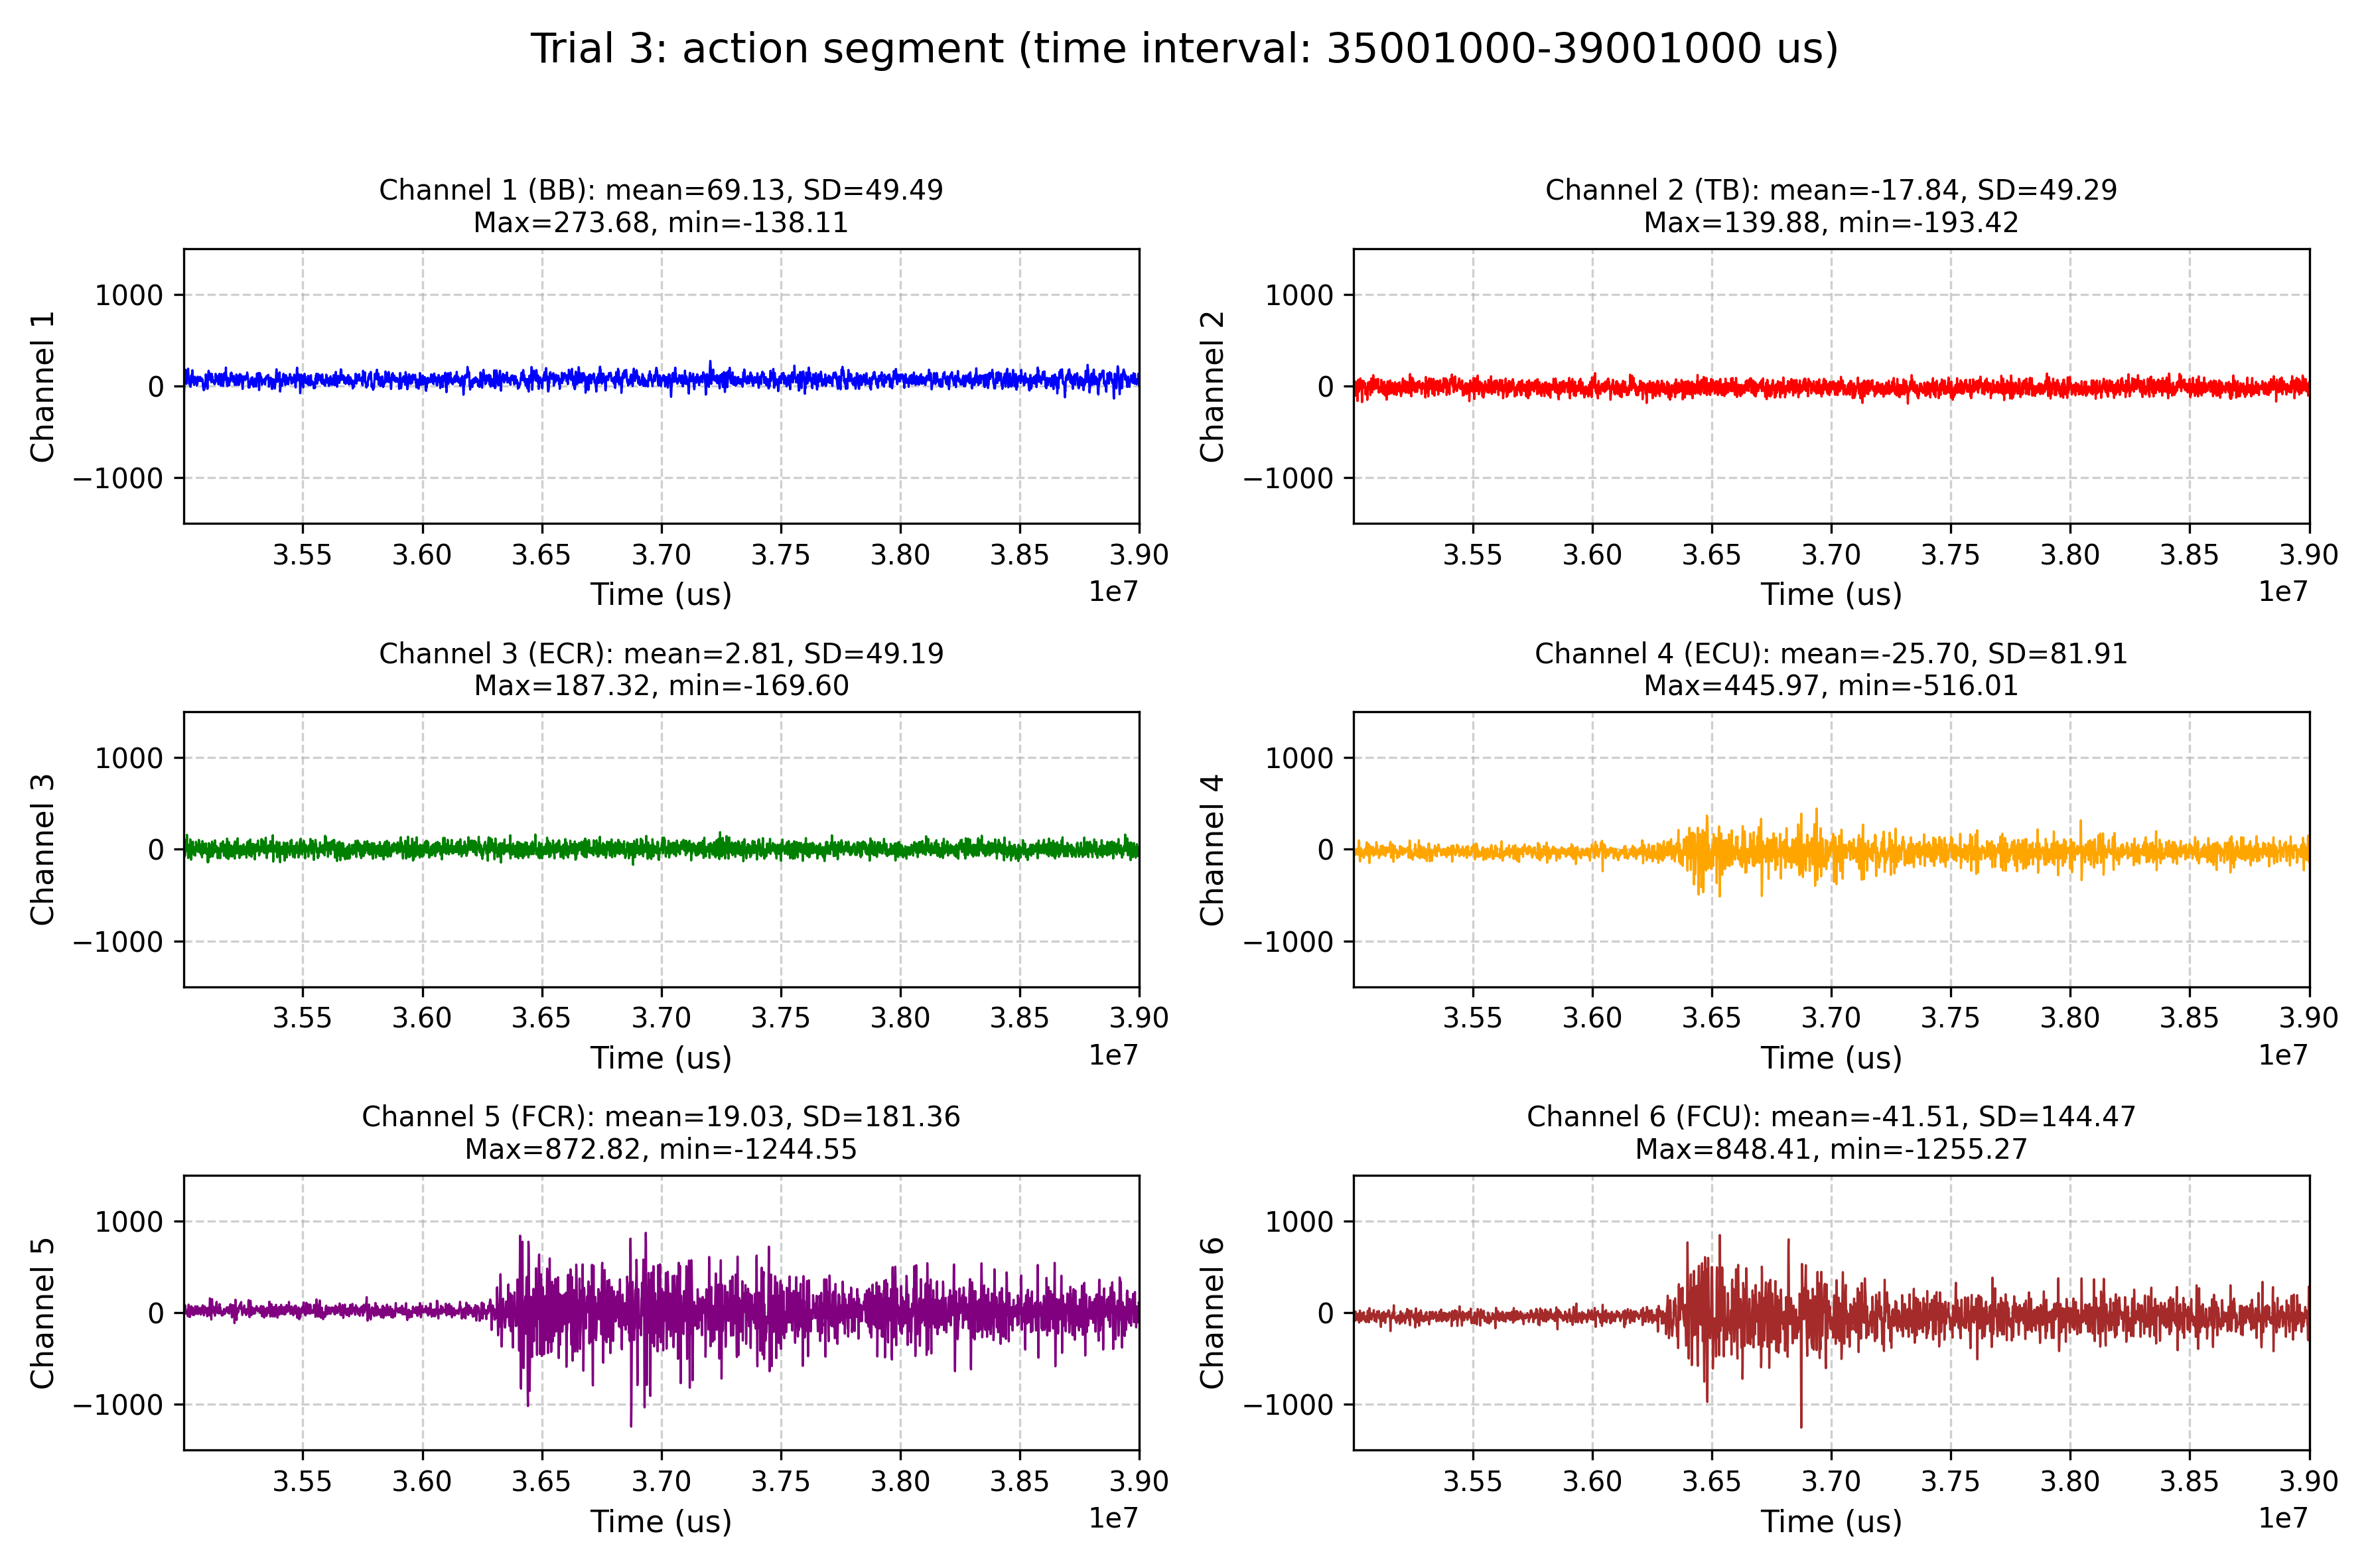 Trial 3: action segment (time interval: 35001000-39001000 us)
Channel 1 (BB): mean=69.13, SD=49.49
Max=273.68, min=-138.11
Channel 1
1000
0
−1000
3.55 3.60 3.65 3.70 3.75 3.80 3.85 3.90
1e7
Time (us)
Channel 2 (TB): mean=-17.84, SD=49.29
Max=139.88, min=-193.42
Channel 2
1000
0
−1000
3.55 3.60 3.65 3.70 3.75 3.80 3.85 3.90
1e7
Time (us)
Channel 3 (ECR): mean=2.81, SD=49.19
Max=187.32, min=-169.60
Channel 3
1000
0
−1000
3.55 3.60 3.65 3.70 3.75 3.80 3.85 3.90
1e7
Time (us)
Channel 4 (ECU): mean=-25.70, SD=81.91
Max=445.97, min=-516.01
Channel 4
1000
0
−1000
3.55 3.60 3.65 3.70 3.75 3.80 3.85 3.90
1e7
Time (us)
Channel 5 (FCR): mean=19.03, SD=181.36
Max=872.82, min=-1244.55
Channel 5
1000
0
−1000
3.55 3.60 3.65 3.70 3.75 3.80 3.85 3.90
1e7
Time (us)
Channel 6 (FCU): mean=-41.51, SD=144.47
Max=848.41, min=-1255.27
Channel 6
1000
0
−1000
3.55 3.60 3.65 3.70 3.75 3.80 3.85 3.90
1e7
Time (us)